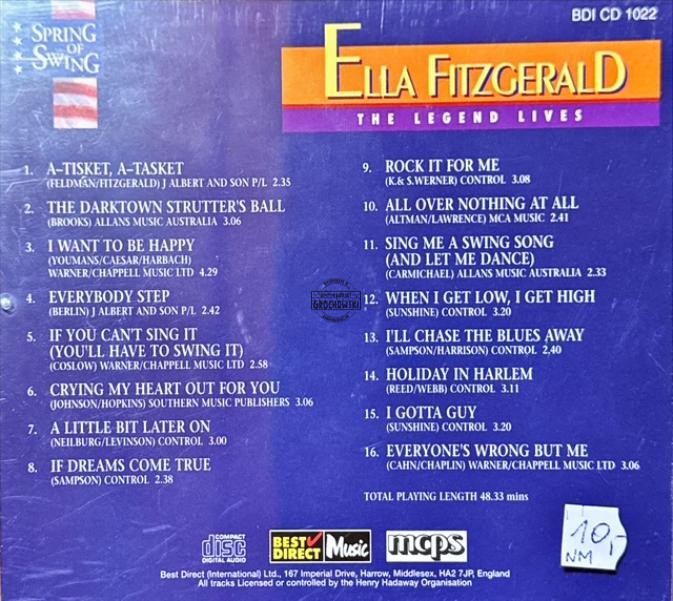 SPRING
OF
SWING
BDI CD 1022
ELLA FITZGERALD
THE LEGEND LIVES
1. A-TISKET, A-TASKET
(FELDMAN/FITZGERALD) J ALBERT AND SON P/L 2.35
2. THE DARKTOWN STRUTTER'S BALL
(BROOKS) ALLANS MUSIC AUSTRALIA 3.06
3. I WANT TO BE HAPPY
(YOUMANS/CAESAR/HARBACH)
WARNER/CHAPPELL MUSIC LTD 4.29
4. EVERYBODY STEP
(BERLIN) J ALBERT AND SON P/L 2.42
5. IF YOU CAN'T SING IT
(YOU'LL HAVE TO SWING IT)
(COSLOW) WARNER/CHAPPELL MUSIC LTD 2.58
6. CRYING MY HEART OUT FOR YOU
(JOHNSON/HOPKINS) SOUTHERN MUSIC PUBLISHERS 3.06
7. A LITTLE BIT LATER ON
(NEILBURG/LEVINSON) CONTROL 3.00
8. IF DREAMS COME TRUE
(SAMPSON) CONTROL 2.38
9. ROCK IT FOR ME
(K.& S.WERNER) CONTROL 3.08
10. ALL OVER NOTHING AT ALL
(ALTMAN/LAWRENCE) MCA MUSIC 2.41
11. SING ME A SWING SONG
(AND LET ME DANCE)
(CARMICHAEL) ALLANS MUSIC AUSTRALIA 2.33
12. WHEN I GET LOW, I GET HIGH
(SUNSHINE) CONTROL 3.20
13. I'LL CHASE THE BLUES AWAY
(SAMPSON/HARRISON) CONTROL 2,40
14. HOLIDAY IN HARLEM
(REED/WEBB) CONTROL 3.11
15. I GOTTA GUY
(SUNSHINE) CONTROL 3.20
16. EVERYONE'S WRONG BUT ME
(CAHN/CHAPLIN) WARNER/CHAPPELL MUSIC LTD 3.06
TOTAL PLAYING LENGTH 48.33 mins
GROCHOWSKI
COMPACT
disc
DIGITAL AUDIO
BEST
DIRECT
Music
mcps
10,-
NM
Best Direct (International) Ltd., 167 Imperial Drive, Harrow, Middlesex, HA2 7JP, England
All tracks Licensed or controlled by the Henry Hadaway Organisation